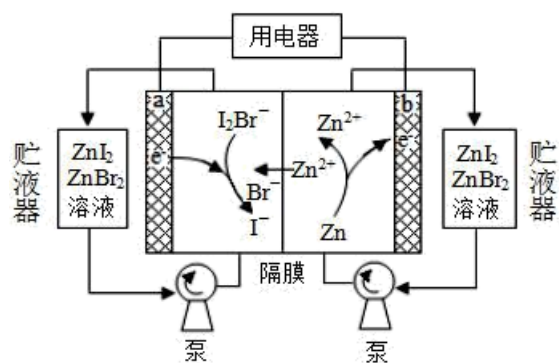 用电器
a
b
I₂Br⁻
Zn²⁺
e⁻
e⁻
贮液器
ZnI₂
ZnBr₂
溶液
Br⁻
Zn²⁺
I⁻
Zn
ZnI₂
ZnBr₂
溶液
贮液器
隔膜
泵
泵